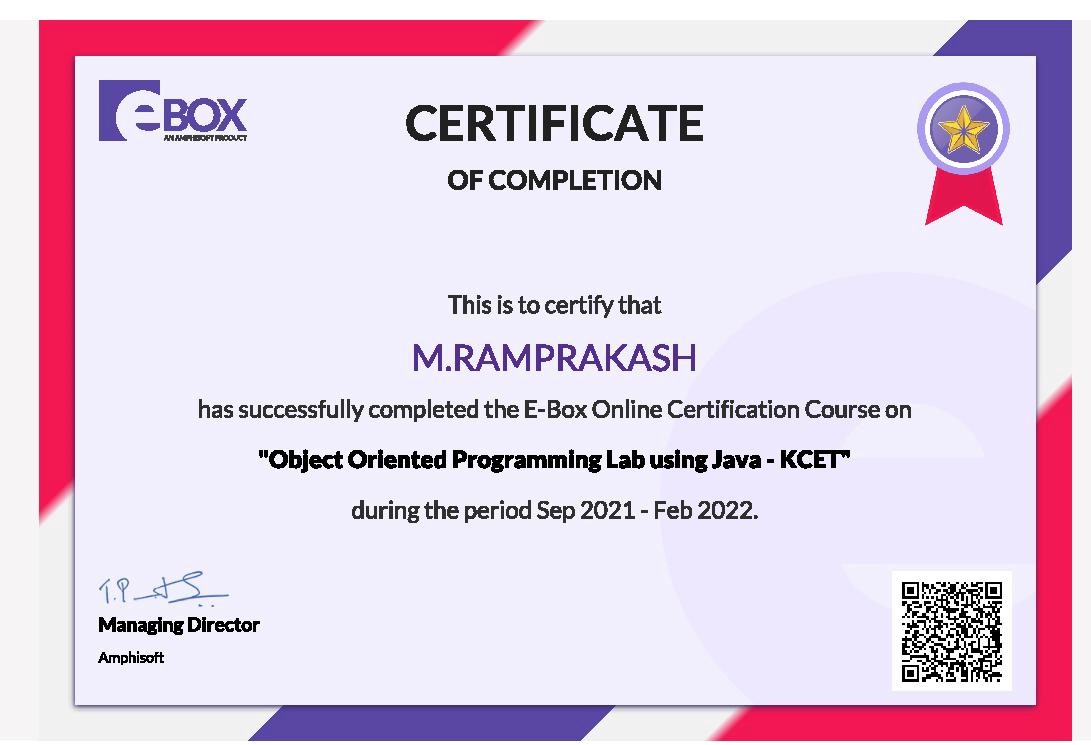 eBOX
AN AMPHISOFT PRODUCT
CERTIFICATE
OF COMPLETION
This is to certify that
M.RAMPRAKASH
has successfully completed the E-Box Online Certification Course on
"Object Oriented Programming Lab using Java - KCET"
during the period Sep 2021 - Feb 2022.
Managing Director
Amphisoft